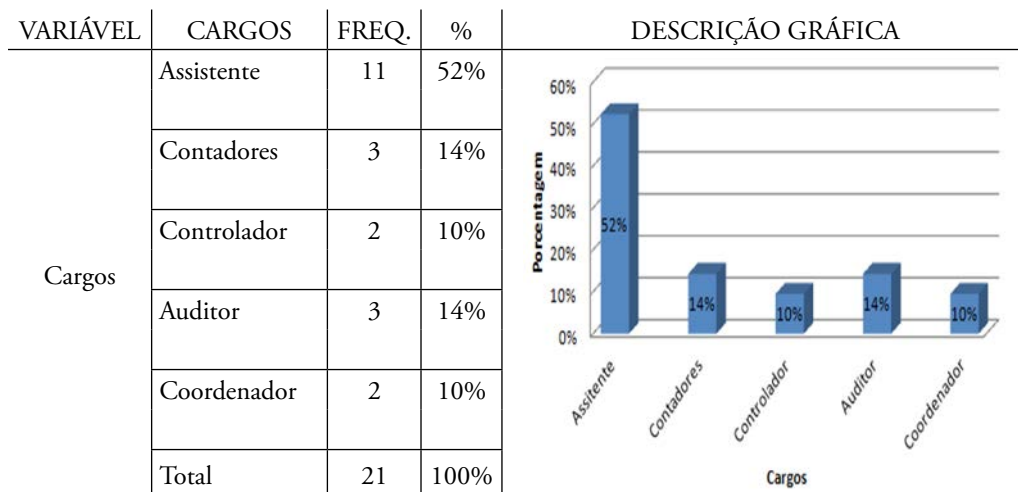 VARIÁVEL CARGOS FREQ. % DESCRIÇÃO GRÁFICA
Cargos
Assistente 11 52%
Contadores 3 14%
Controlador 2 10%
Auditor 3 14%
Coordenador 2 10%
Total 21 100%
Porcentagem
60%
50%
40%
30%
20%
10%
0%
52%
14%
10%
14%
10%
Assitente
Contadores
Controlador
Auditor
Coordenador
Cargos